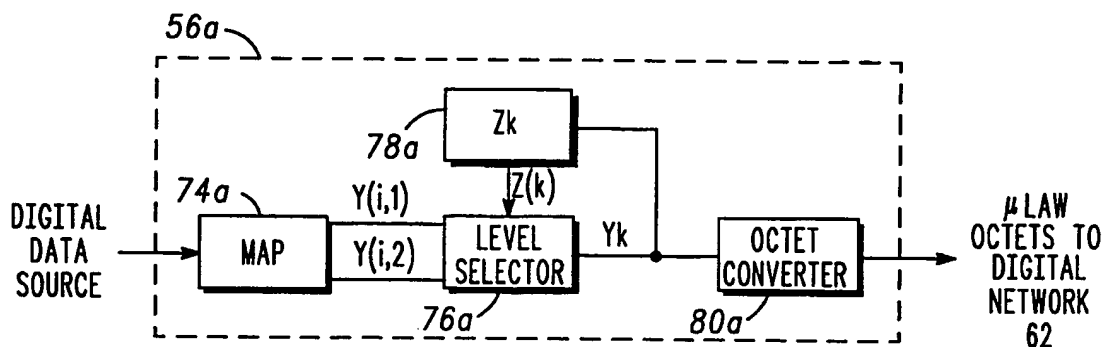 56a
Zk
78a
Z(k)
74a
Y(i,1)
DIGITAL
DATA
SOURCE
MAP
Y(i,2)
LEVEL
SELECTOR
76a
Yk
OCTET
CONVERTER
80a
μ LAW
OCTETS TO
DIGITAL
NETWORK
62